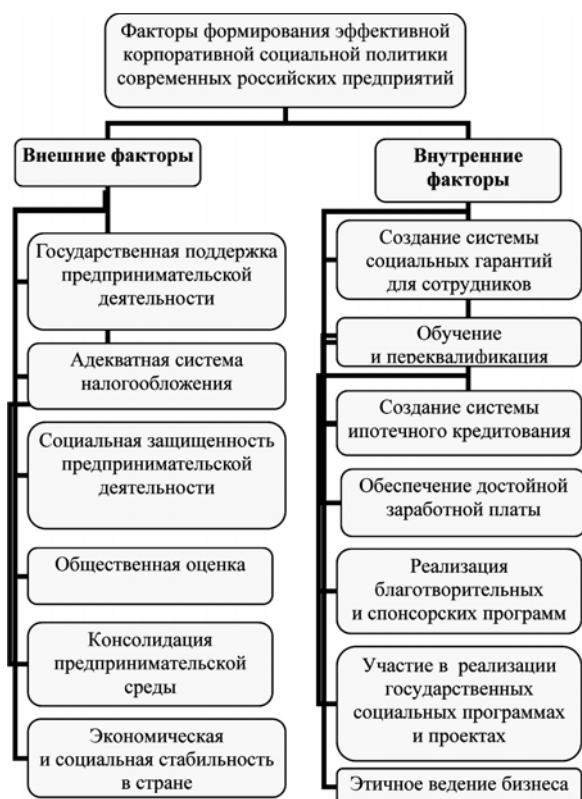 Факторы формирования эффективной
корпоративной социальной политики
современных российских предприятий
Внешние факторы
Государственная поддержка
предпринимательской
деятельности
Адекватная система
налогообложения
Социальная защищенность
предпринимательской
деятельности
Общественная оценка
Консолидация
предпринимательской
среды
Экономическая
и социальная стабильность
в стране
Внутренние
факторы
Создание системы
социальных гарантий
для сотрудников
Обучение
и переквалификация
Создание системы
ипотечного кредитования
Обеспечение достойной
заработной платы
Реализация
благотворительных
и спонсорских программ
Участие в реализации
государственных
социальных программах
и проектах
Этичное ведение бизнеса